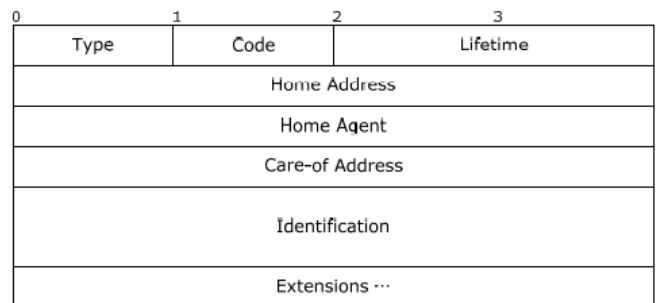 0 1 2 3
Type Code Lifetime
Home Address
Home Agent
Care-of Address
Identification
Extensions ···